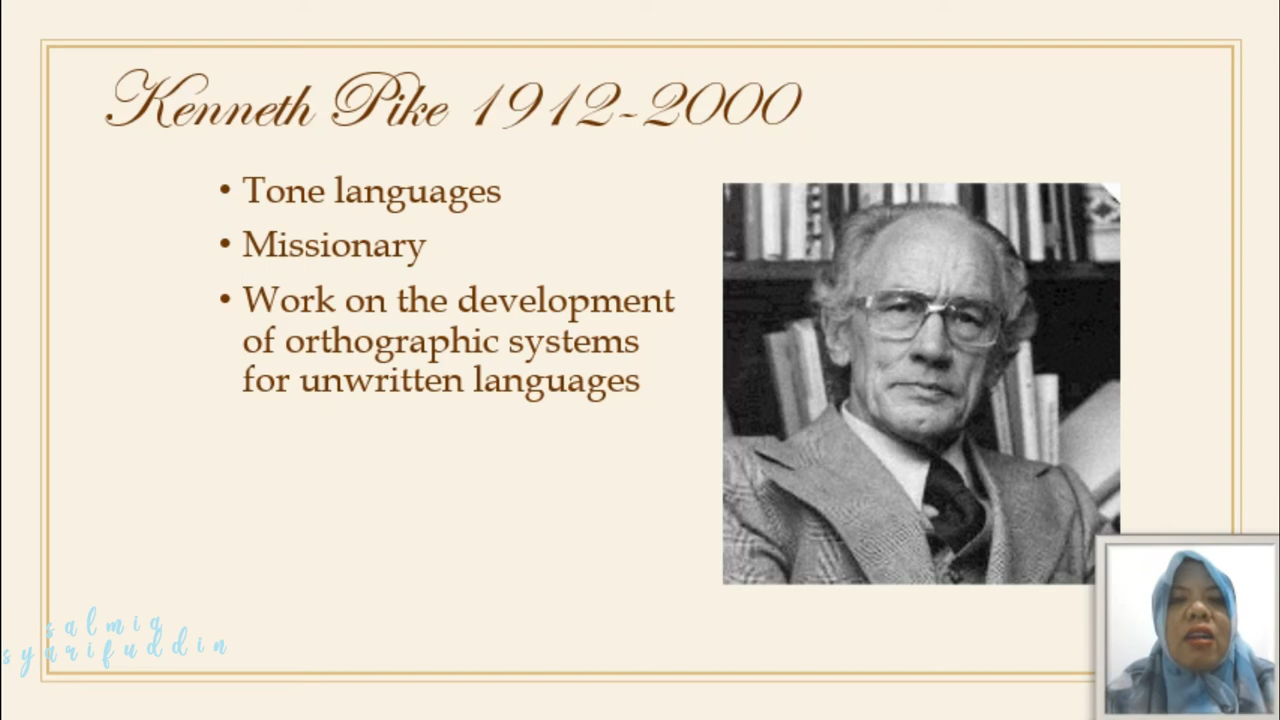 Kenneth Pike 1912-2000
• Tone languages
• Missionary
• Work on the development
of orthographic systems
for unwritten languages
salmia
syarifuddin